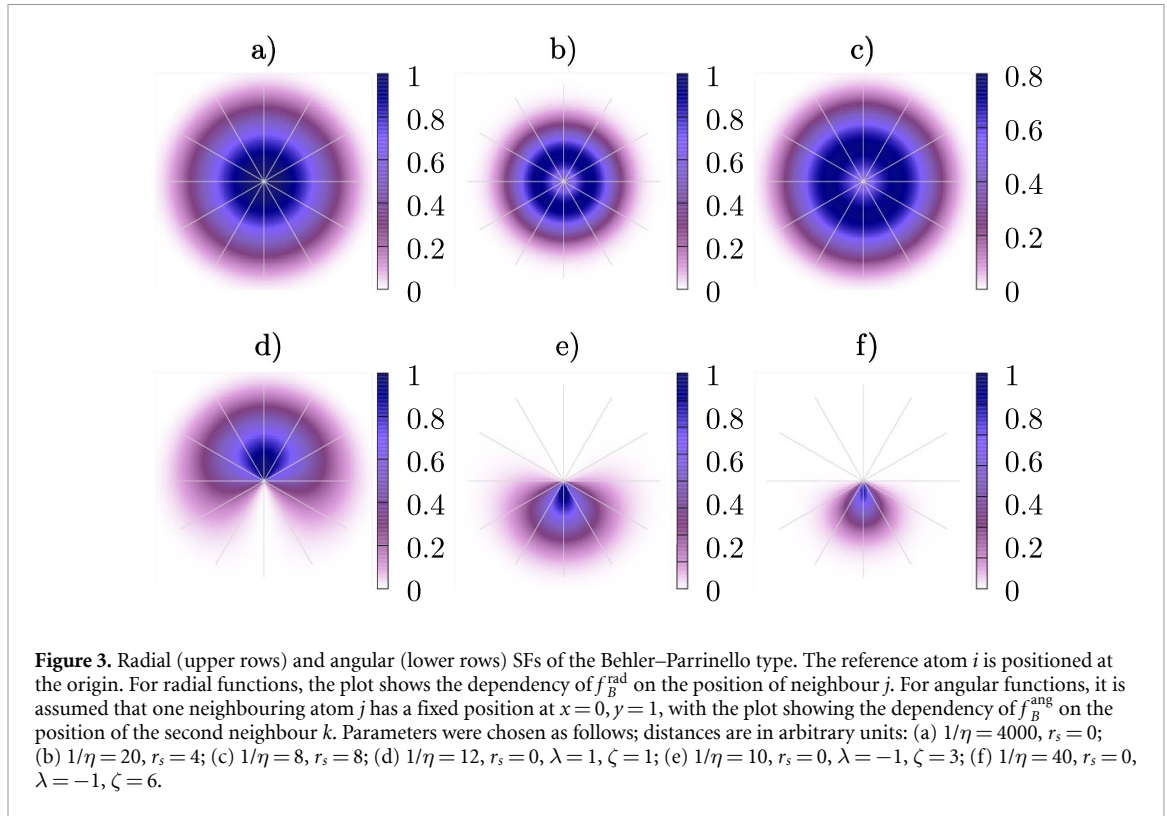 a) b) c)
1 1 0.8
0.8 0.8 0.6
0.6 0.6 0.4
0.4 0.4 0.2
0.2 0.2 0
0 0
d) e) f)
1 1 1
0.8 0.8 0.8
0.6 0.6 0.6
0.4 0.4 0.4
0.2 0.2 0.2
0 0 0
Figure 3. Radial (upper rows) and angular (lower rows) SFs of the Behler–Parrinello type. The reference atom i is positioned at
the origin. For radial functions, the plot shows the dependency of f_B^rad on the position of neighbour j. For angular functions, it is
assumed that one neighbouring atom j has a fixed position at x = 0, y = 1, with the plot showing the dependency of f_B^ang on the
position of the second neighbour k. Parameters were chosen as follows; distances are in arbitrary units: (a) 1/η = 4000, r_s = 0;
(b) 1/η = 20, r_s = 4; (c) 1/η = 8, r_s = 8; (d) 1/η = 12, r_s = 0, λ = 1, ζ = 1; (e) 1/η = 10, r_s = 0, λ = −1, ζ = 3; (f) 1/η = 40, r_s = 0,
λ = −1, ζ = 6.